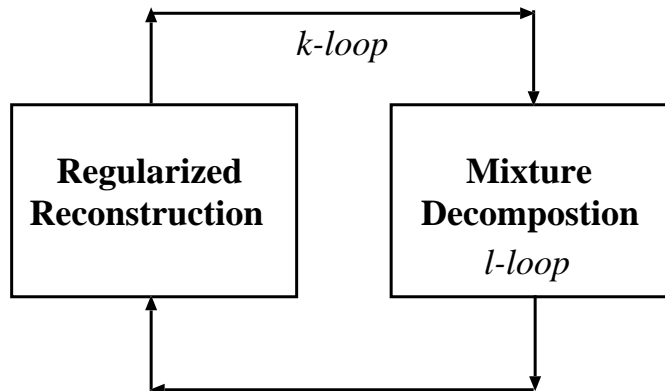 k-loop
Regularized
Reconstruction
Mixture
Decompostion
l-loop